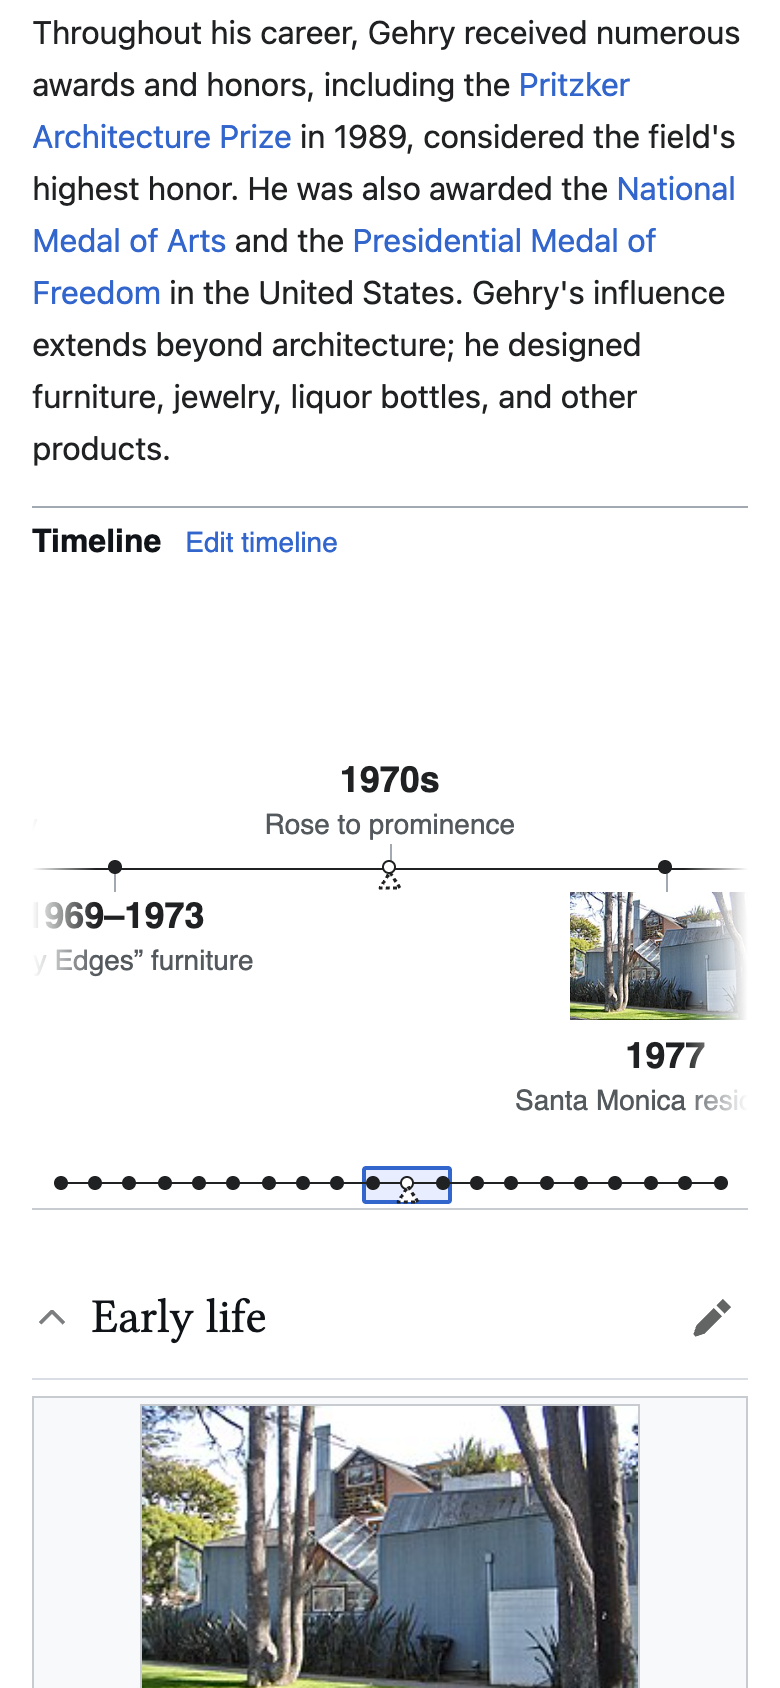 Throughout his career, Gehry received numerous
awards and honors, including the Pritzker
Architecture Prize in 1989, considered the field's
highest honor. He was also awarded the National
Medal of Arts and the Presidential Medal of
Freedom in the United States. Gehry's influence
extends beyond architecture; he designed
furniture, jewelry, liquor bottles, and other
products.
Timeline Edit timeline
1970s
Rose to prominence
1969–1973
y Edges” furniture
1977
Santa Monica resid
Early life